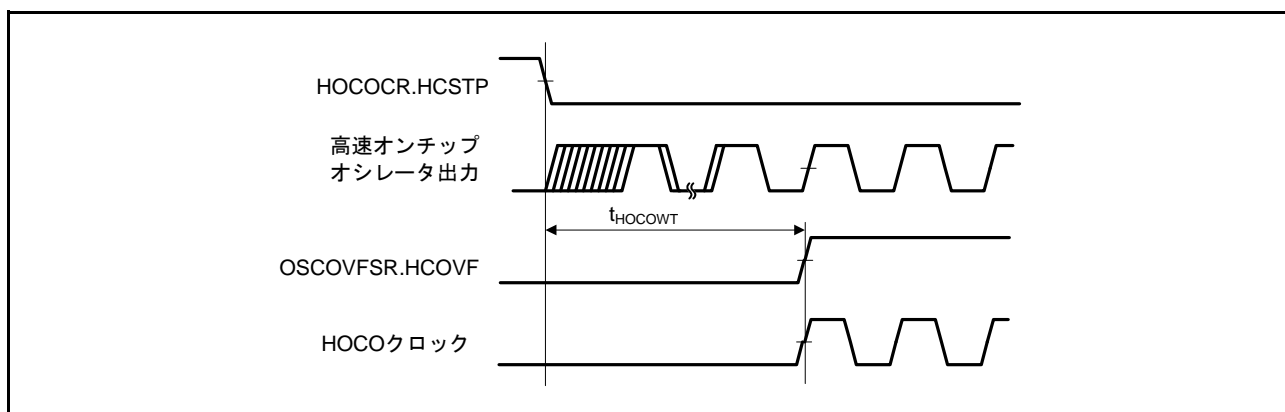 HOCOCR.HCSTP
高速オンチップ
オシレータ出力
tHOCOWT
OSCOVFSR.HCOVF
HOCOクロック